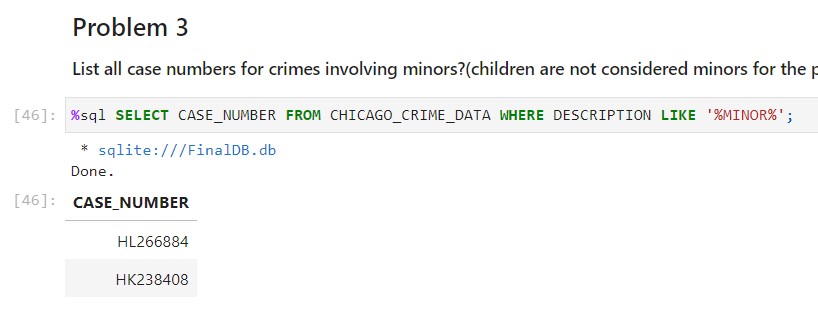 Problem 3
List all case numbers for crimes involving minors?(children are not considered minors for the p
[46]: %sql SELECT CASE_NUMBER FROM CHICAGO_CRIME_DATA WHERE DESCRIPTION LIKE '%MINOR%';
* sqlite:///FinalDB.db
Done.
[46]: CASE_NUMBER
HL266884
HK238408